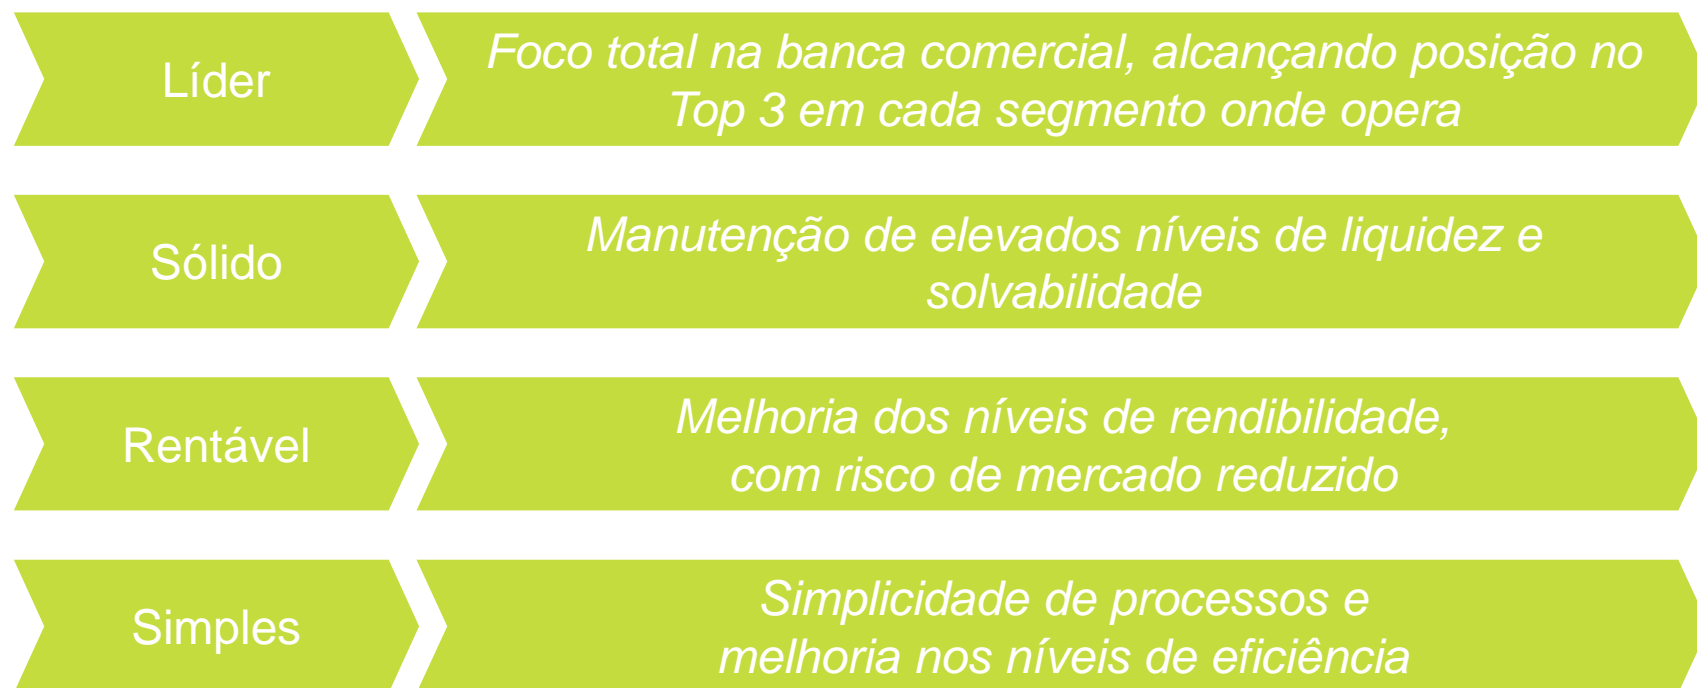 Líder
Foco total na banca comercial, alcançando posição no
Top 3 em cada segmento onde opera
Sólido
Manutenção de elevados níveis de liquidez e
solvabilidade
Rentável
Melhoria dos níveis de rendibilidade,
com risco de mercado reduzido
Simples
Simplicidade de processos e
melhoria nos níveis de eficiência